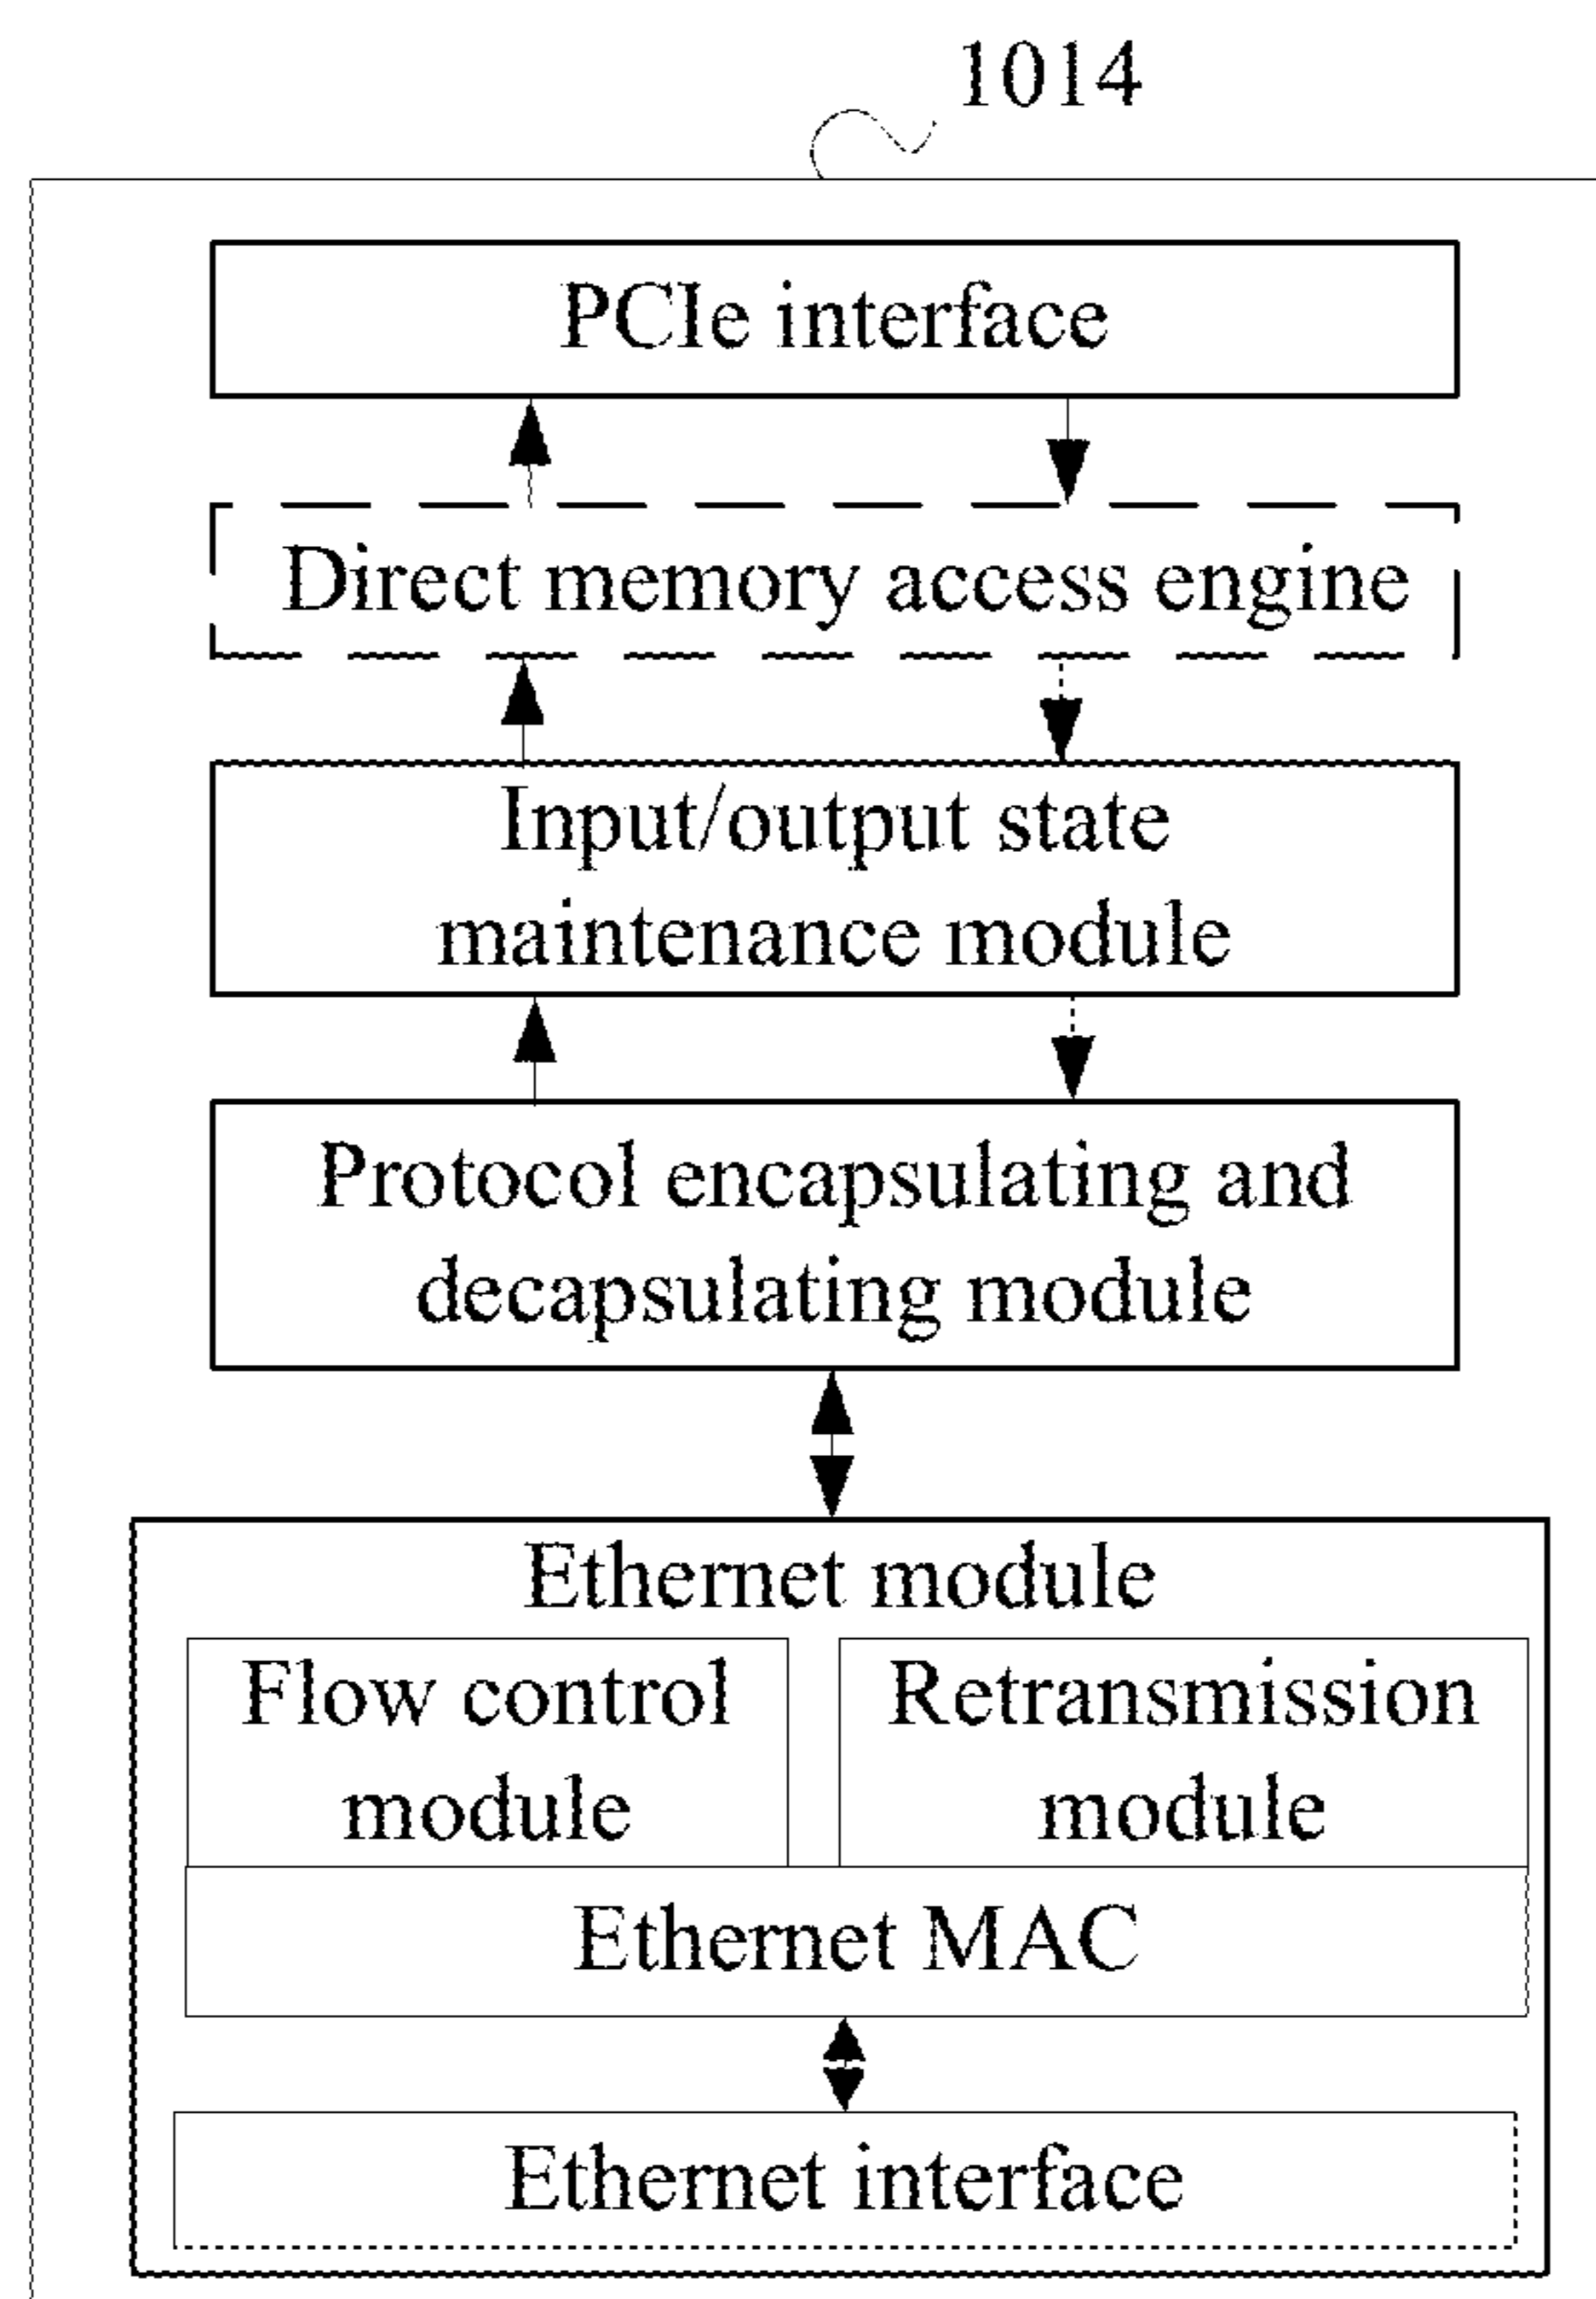 1014
PCIe interface
Direct memory access engine
Input/output state
maintenance module
Protocol encapsulating and
decapsulating module
Ethernet module
Flow control
module
Retransmission
module
Ethernet MAC
Ethernet interface